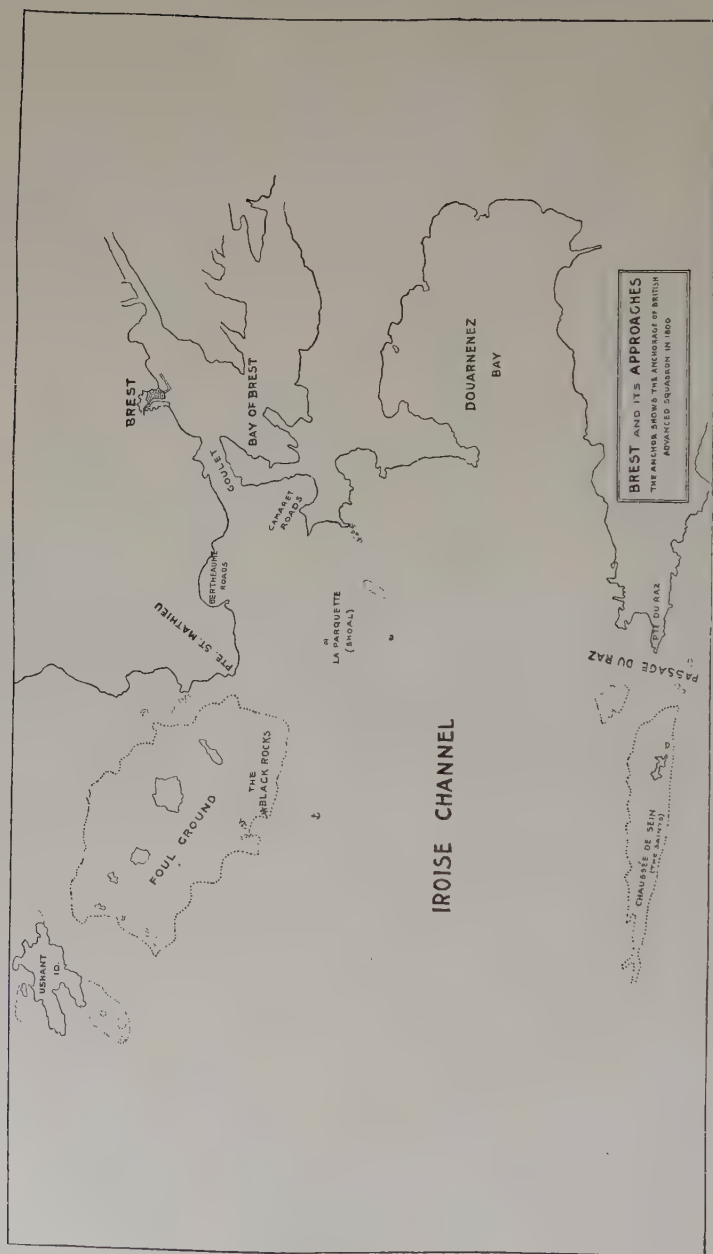 USHANT
ID.
FOUL GROUND
THE
BLACK ROCKS
PTE. ST. MATHIEU
BERTHEAUME
ROADS
GOULET
BREST
BAY OF BREST
CAMARET
ROADS
LA PARQUETTE
(SHOAL)
IROISE CHANNEL
DOUARNENEZ
BAY
CHAUSSÉE DE SEIN
(THE SAINTS)
PASSAGE DU RAZ
PTE DU RAZ
BREST AND ITS APPROACHES
THE ANCHOR SHOWS THE ANCHORAGE OF BRITISH
ADVANCED SQUADRON IN 1800